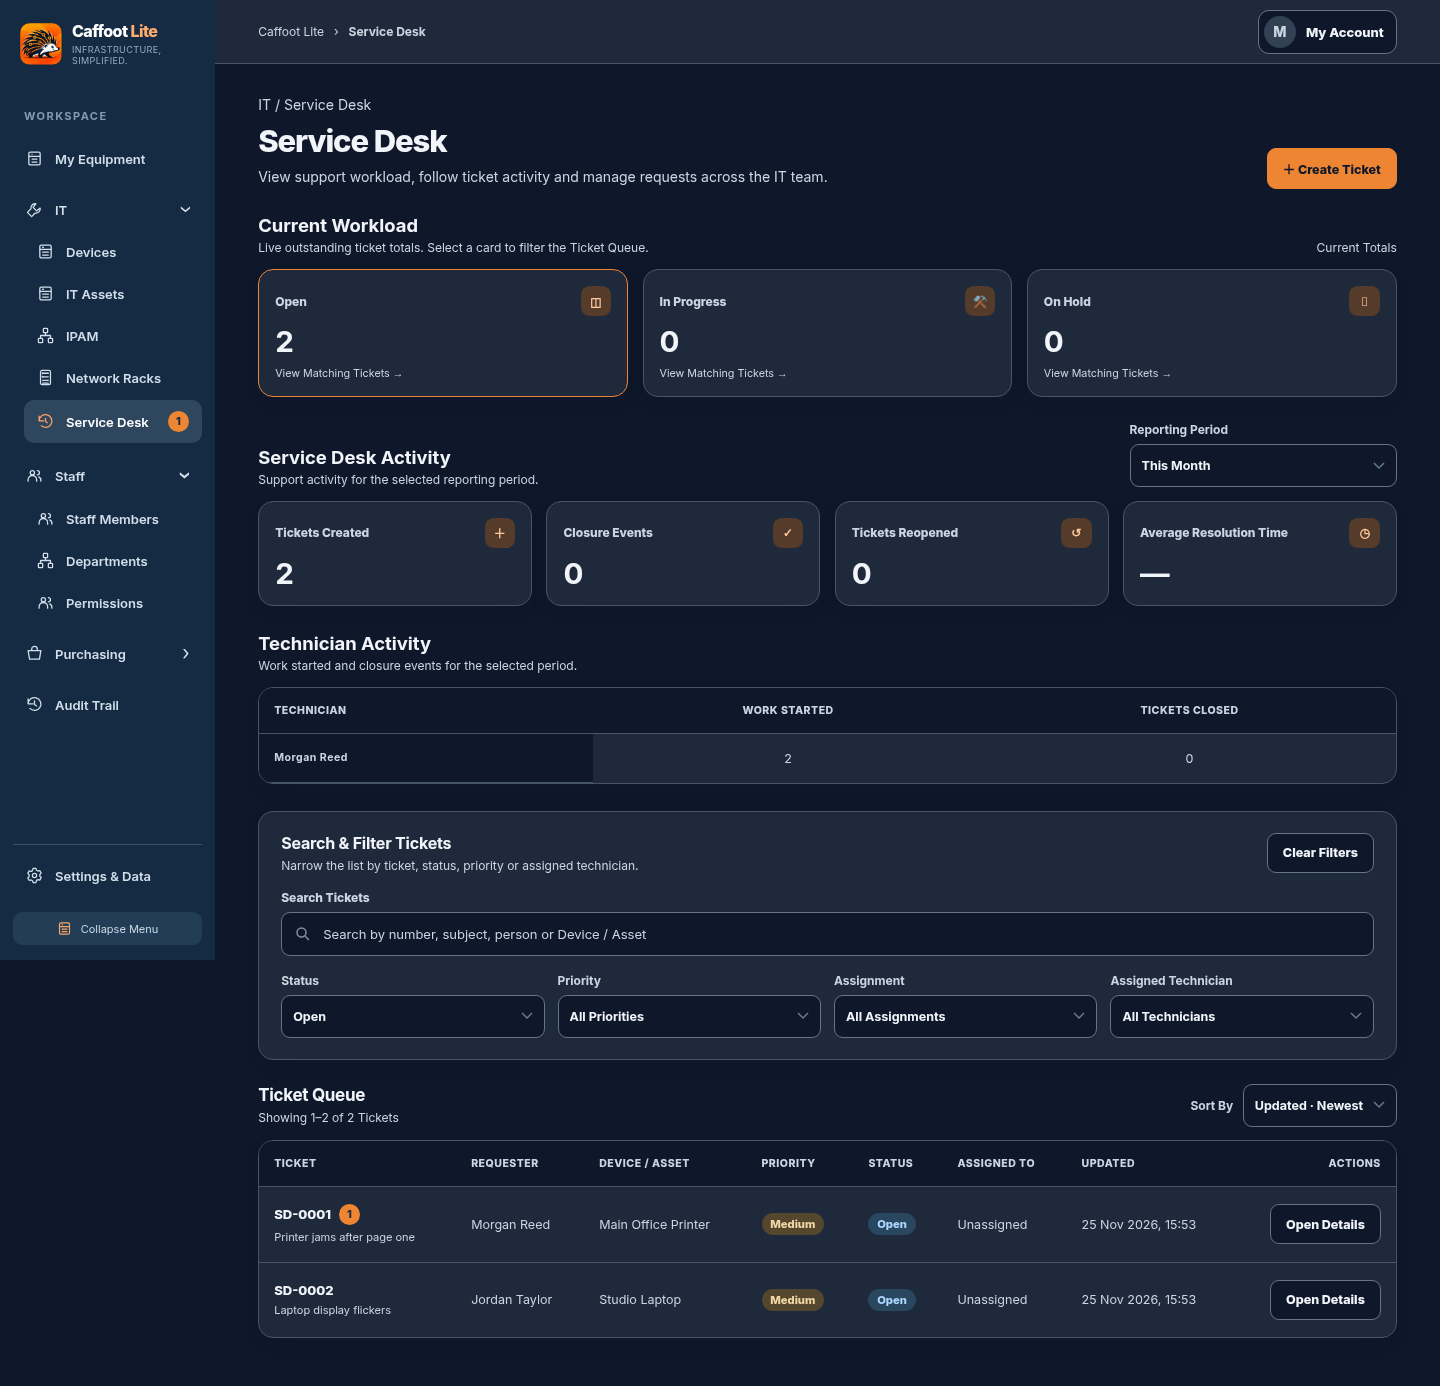 Caffoot Lite
INFRASTRUCTURE,
SIMPLIFIED.
WORKSPACE
My Equipment
IT
Devices
IT Assets
IPAM
Network Racks
Service Desk 1
Staff
Staff Members
Departments
Permissions
Purchasing
Audit Trail
Settings & Data
Collapse Menu
Caffoot Lite › Service Desk
M My Account
IT / Service Desk
Service Desk
View support workload, follow ticket activity and manage requests across the IT team.
+ Create Ticket
Current Workload
Live outstanding ticket totals. Select a card to filter the Ticket Queue.
Current Totals
Open
2
View Matching Tickets →
In Progress
0
View Matching Tickets →
On Hold
0
View Matching Tickets →
Service Desk Activity
Support activity for the selected reporting period.
Reporting Period
This Month
Tickets Created
2
Closure Events
0
Tickets Reopened
0
Average Resolution Time
—
Technician Activity
Work started and closure events for the selected period.
TECHNICIAN WORK STARTED TICKETS CLOSED
Morgan Reed 2 0
Search & Filter Tickets
Narrow the list by ticket, status, priority or assigned technician.
Clear Filters
Search Tickets
Search by number, subject, person or Device / Asset
Status Priority Assignment Assigned Technician
Open All Priorities All Assignments All Technicians
Ticket Queue
Showing 1–2 of 2 Tickets
Sort By Updated · Newest
TICKET REQUESTER DEVICE / ASSET PRIORITY STATUS ASSIGNED TO UPDATED ACTIONS
SD-0001 1
Printer jams after page one
Morgan Reed Main Office Printer Medium Open Unassigned 25 Nov 2026, 15:53 Open Details
SD-0002
Laptop display flickers
Jordan Taylor Studio Laptop Medium Open Unassigned 25 Nov 2026, 15:53 Open Details